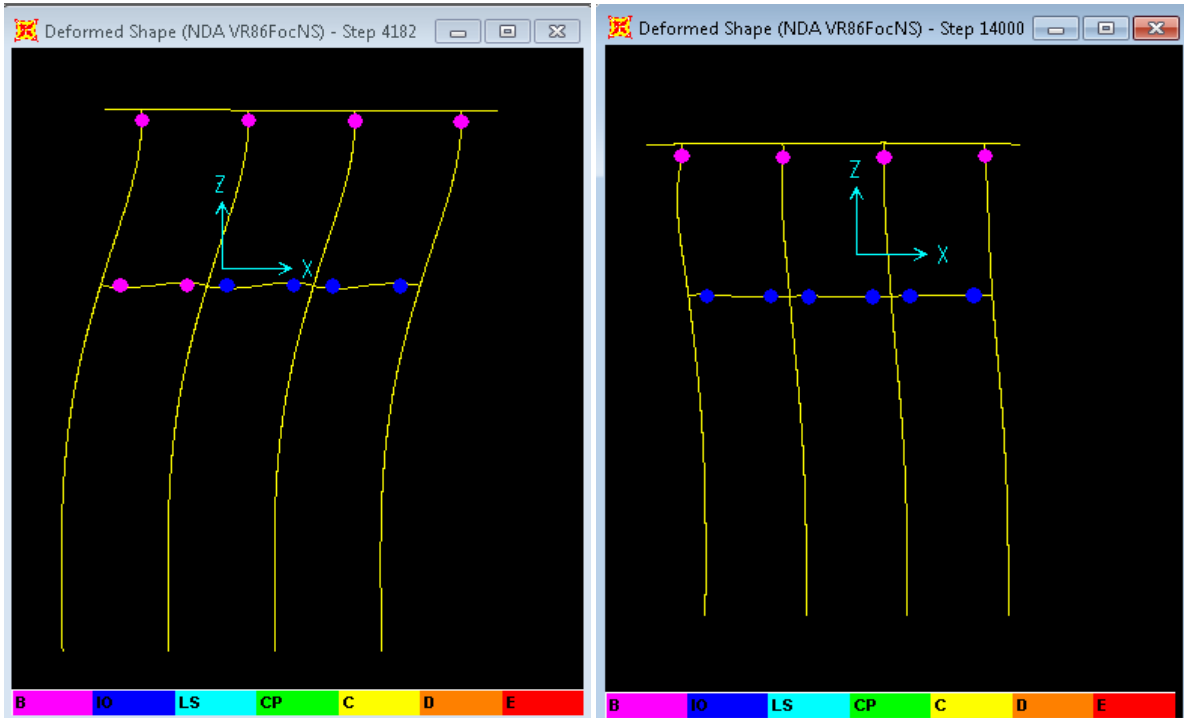 Deformed Shape (NDA VR86FocNS) - Step 4182
Z
X
B IO LS CP C D E
Deformed Shape (NDA VR86FocNS) - Step 14000
Z
X
B IO LS CP C D E